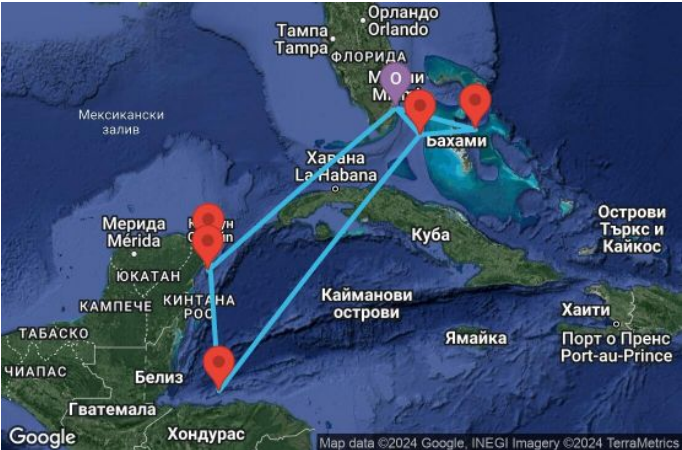 Орландо
Orlando
Тампа
Tampa
ФЛОРИДА
O
Мексикански
залив
Бахами
Хавана
La Habana
Мерида
Mérida
Острови
Търкс и
Кайкос
Куба
ЮКАТАН
КАМПЕЧЕ
КИНТАНА
РОО
Кайманови
острови
Хаити
ТАБАСКО
Ямайка
Порт о Пренс
Port-au-Prince
ЧИАПАС
Белиз
Гватемала
Хондурас
Google
Map data ©2024 Google, INEGI Imagery ©2024 TerraMetrics